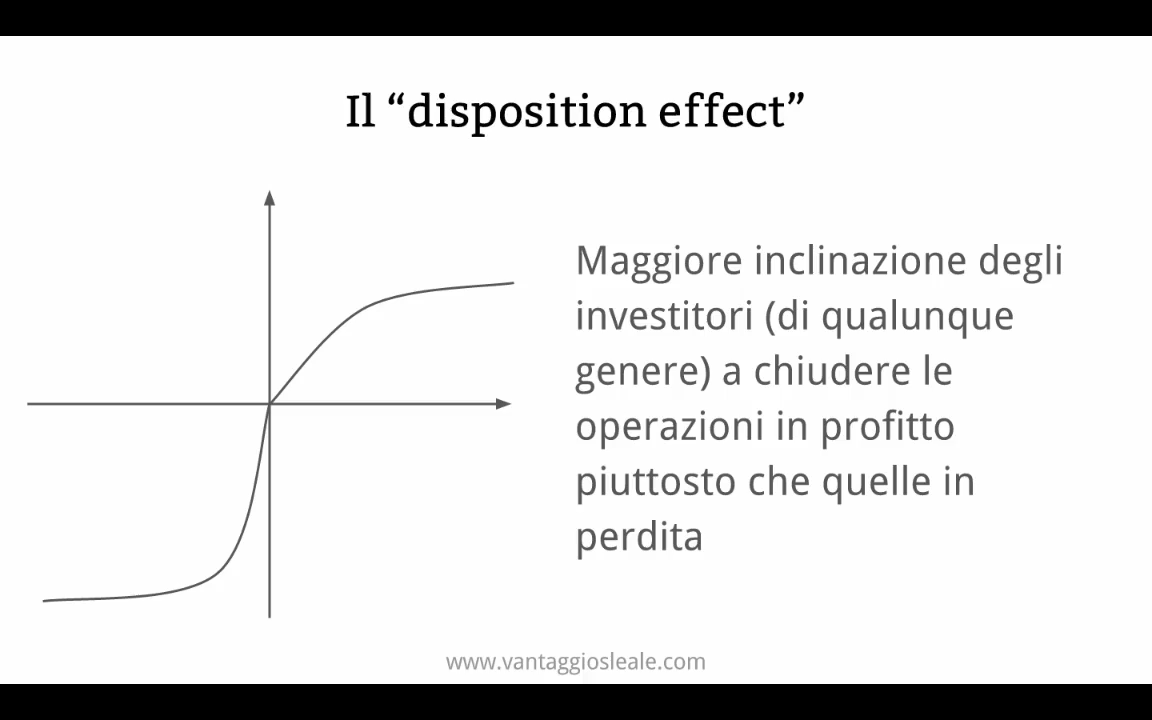 Il “disposition effect”
Maggiore inclinazione degli
investitori (di qualunque
genere) a chiudere le
operazioni in profitto
piuttosto che quelle in
perdita
www.vantaggiosleale.com